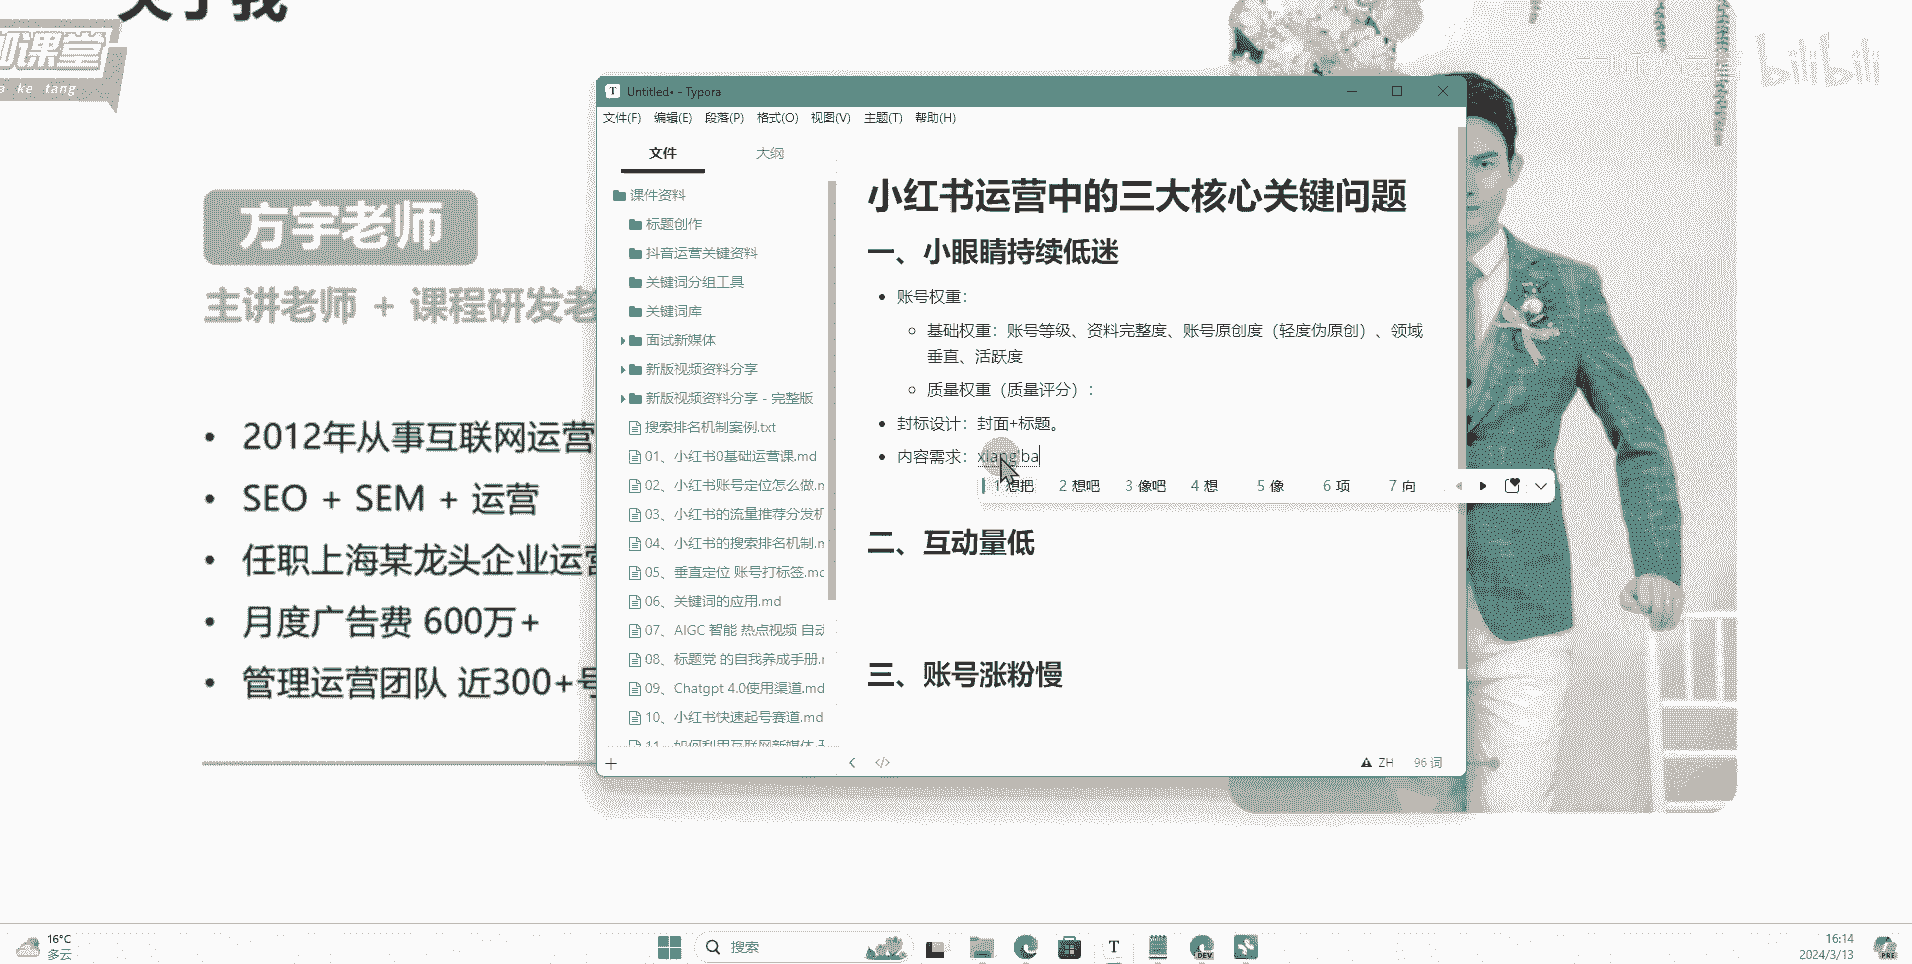 关于我
课堂
ke tang
bilibili
方宇老师
主讲老师 + 课程研发老
2012年从事互联网运营
SEO + SEM + 运营
任职上海某龙头企业运营
月度广告费 600万+
管理运营团队 近300+号
Untitled• - Typora
文件(F) 编辑(E) 段落(P) 格式(O) 视图(V) 主题(T) 帮助(H)
文件 大纲
课件资料
标题创作
抖音运营关键资料
关键词分组工具
关键词库
面试新媒体
新版视频资料分享
新版视频资料分享 - 完整版
搜索排名机制案例.txt
01、小红书0基础运营课.md
02、小红书账号定位怎么做.m
03、小红书的流量推荐分发机
04、小红书的搜索排名机制.m
05、垂直定位 账号打标签.md
06、关键词的应用.md
07、AIGC 智能 热点视频 自动
08、标题党 的自我养成手册.m
09、Chatgpt 4.0使用渠道.md
10、小红书快速起号赛道.md
11、如何利用互联网新媒体
小红书运营中的三大核心关键问题
一、小眼睛持续低迷
账号权重：
基础权重：账号等级、资料完整度、账号原创度（轻度伪原创）、领域
垂直、活跃度
质量权重（质量评分）：
封标设计：封面+标题。
内容需求：xiang'ba
1 想把 2 想吧 3 像吧 4 想 5 像 6 项 7 向
二、互动量低
三、账号涨粉慢
ZH 96 词
16°C
多云
搜索
DEV
16:14
2024/3/13
PRE